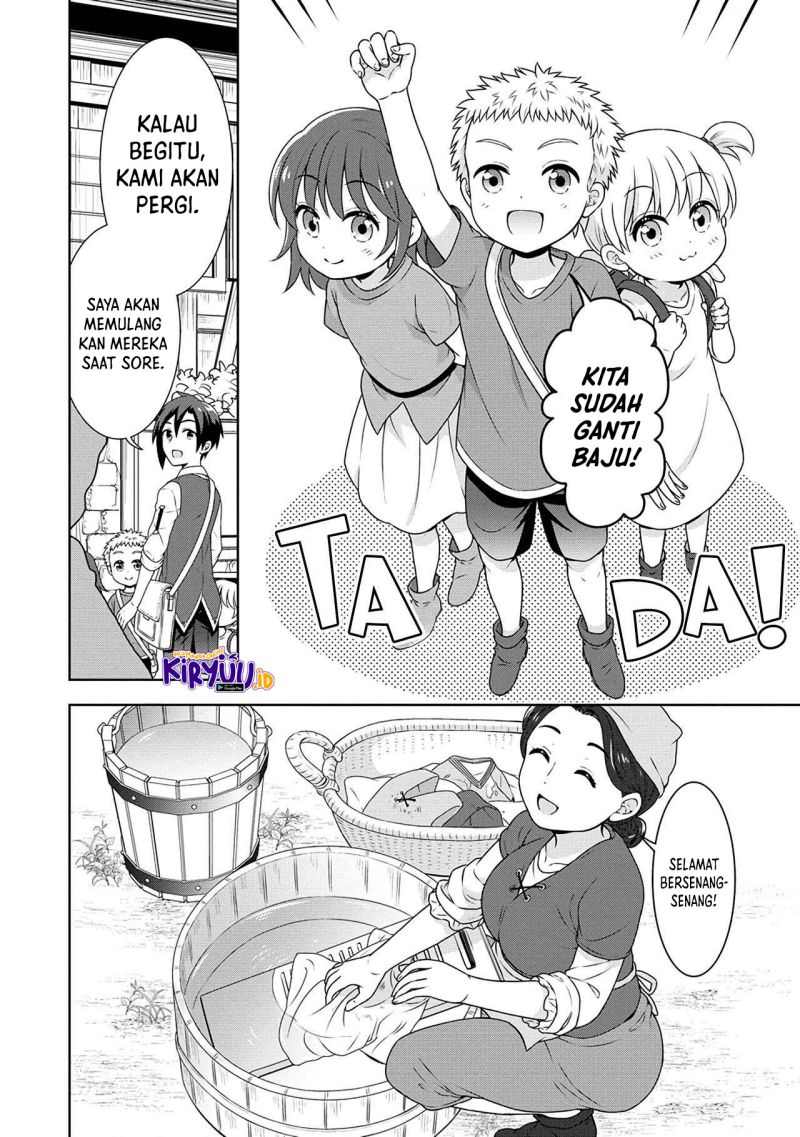 KITA
SUDAH
GANTI
BAJU!
TA
DA!
KALAU
BEGITU,
KAMI AKAN
PERGI.
SAYA AKAN
MEMULANG
KAN MEREKA
SAAT SORE.
KIRYUU.iD
SELAMAT
BERSENANG-
SENANG!